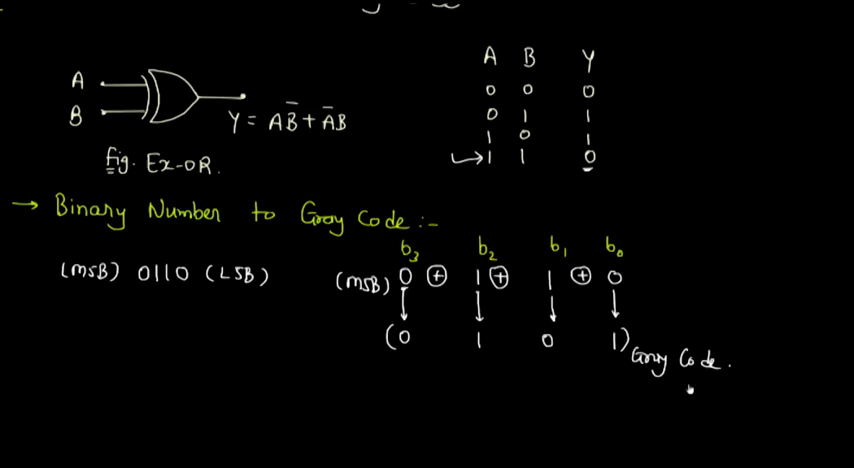 A B Y
0 0 0
0 1 1
1 0 1
→ 1 1 0
A
B
Y = AB̅ + A̅B
fig. Ex-OR.
→ Binary Number to Gray Code :-
b₃ b₂ b₁ b₀
(MSB) 0110 (LSB)
(MSB) 0 ⊕ 1 ⊕ 1 ⊕ 0
(0 1 0 1) Gray Code.